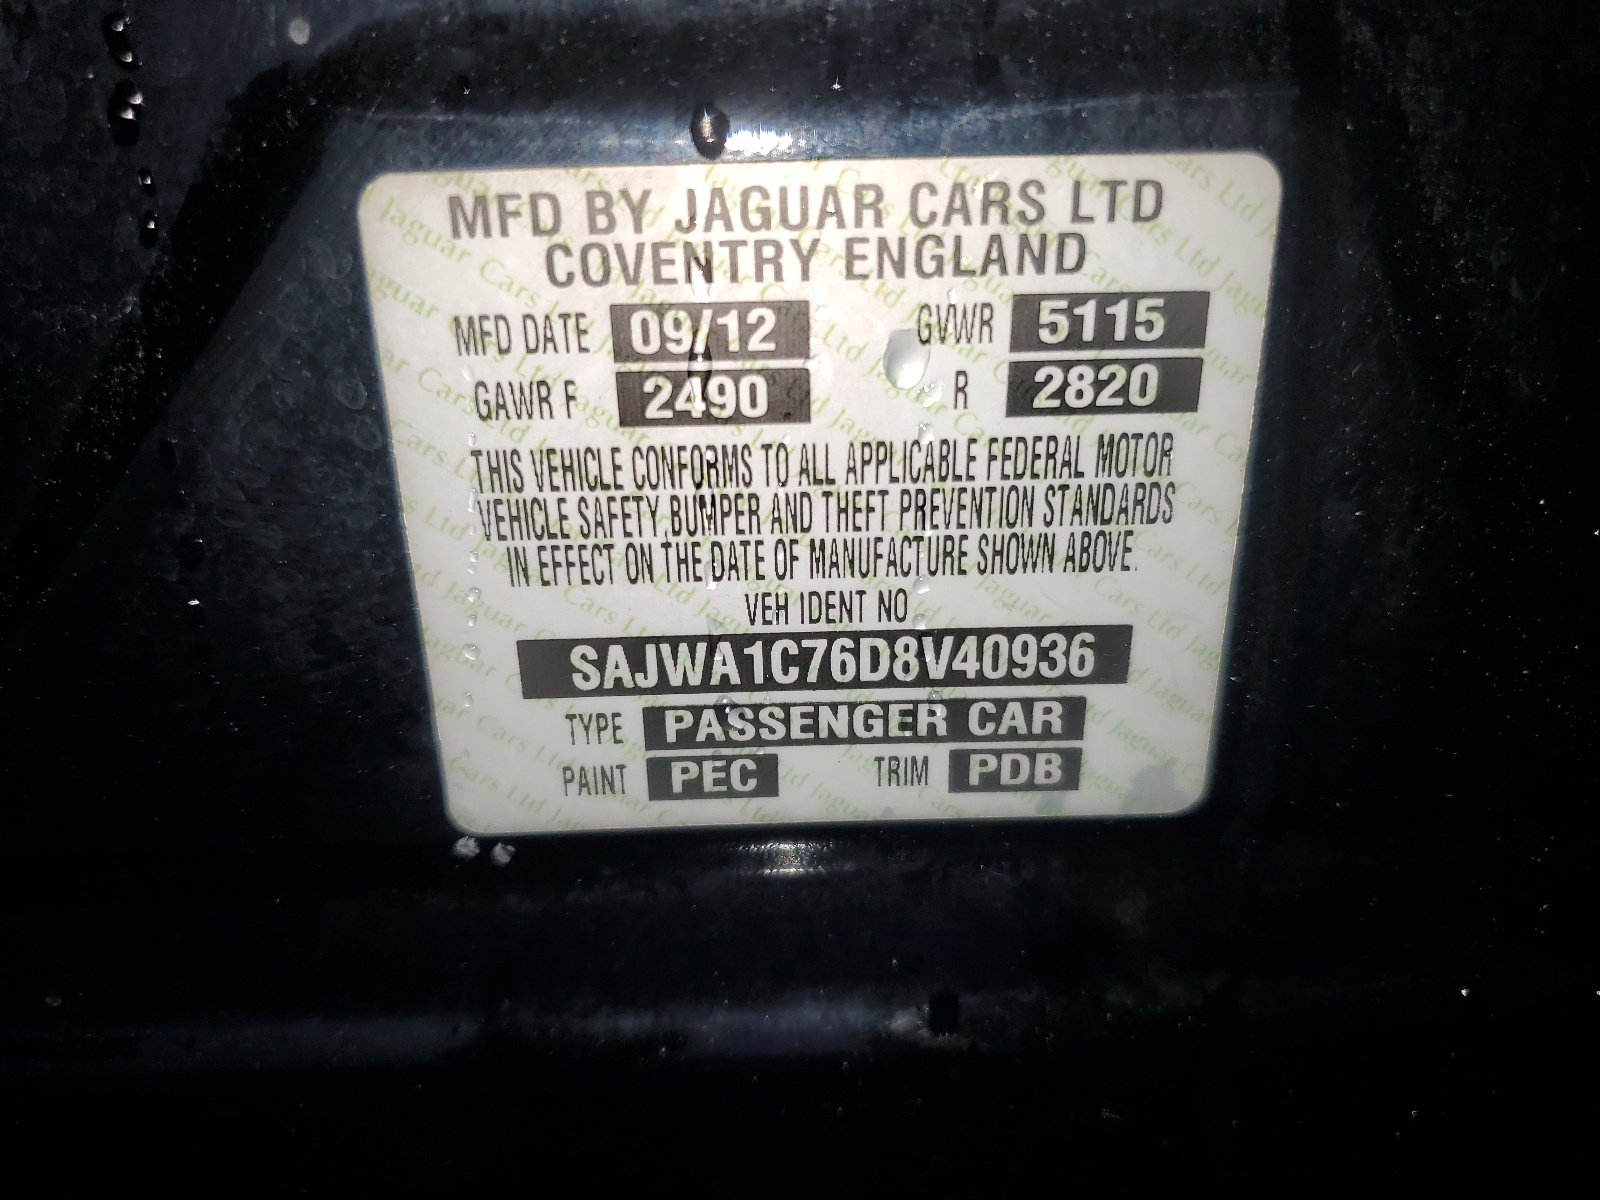 MFD BY JAGUAR CARS LTD
COVENTRY ENGLAND
MFD DATE 09/12 GVWR 5115
GAWR F 2490 R 2820
THIS VEHICLE CONFORMS TO ALL APPLICABLE FEDERAL MOTOR
VEHICLE SAFETY, BUMPER AND THEFT PREVENTION STANDARDS
IN EFFECT ON THE DATE OF MANUFACTURE SHOWN ABOVE.
VEH IDENT NO
SAJWA1C76D8V40936
TYPE PASSENGER CAR
PAINT PEC TRIM PDB